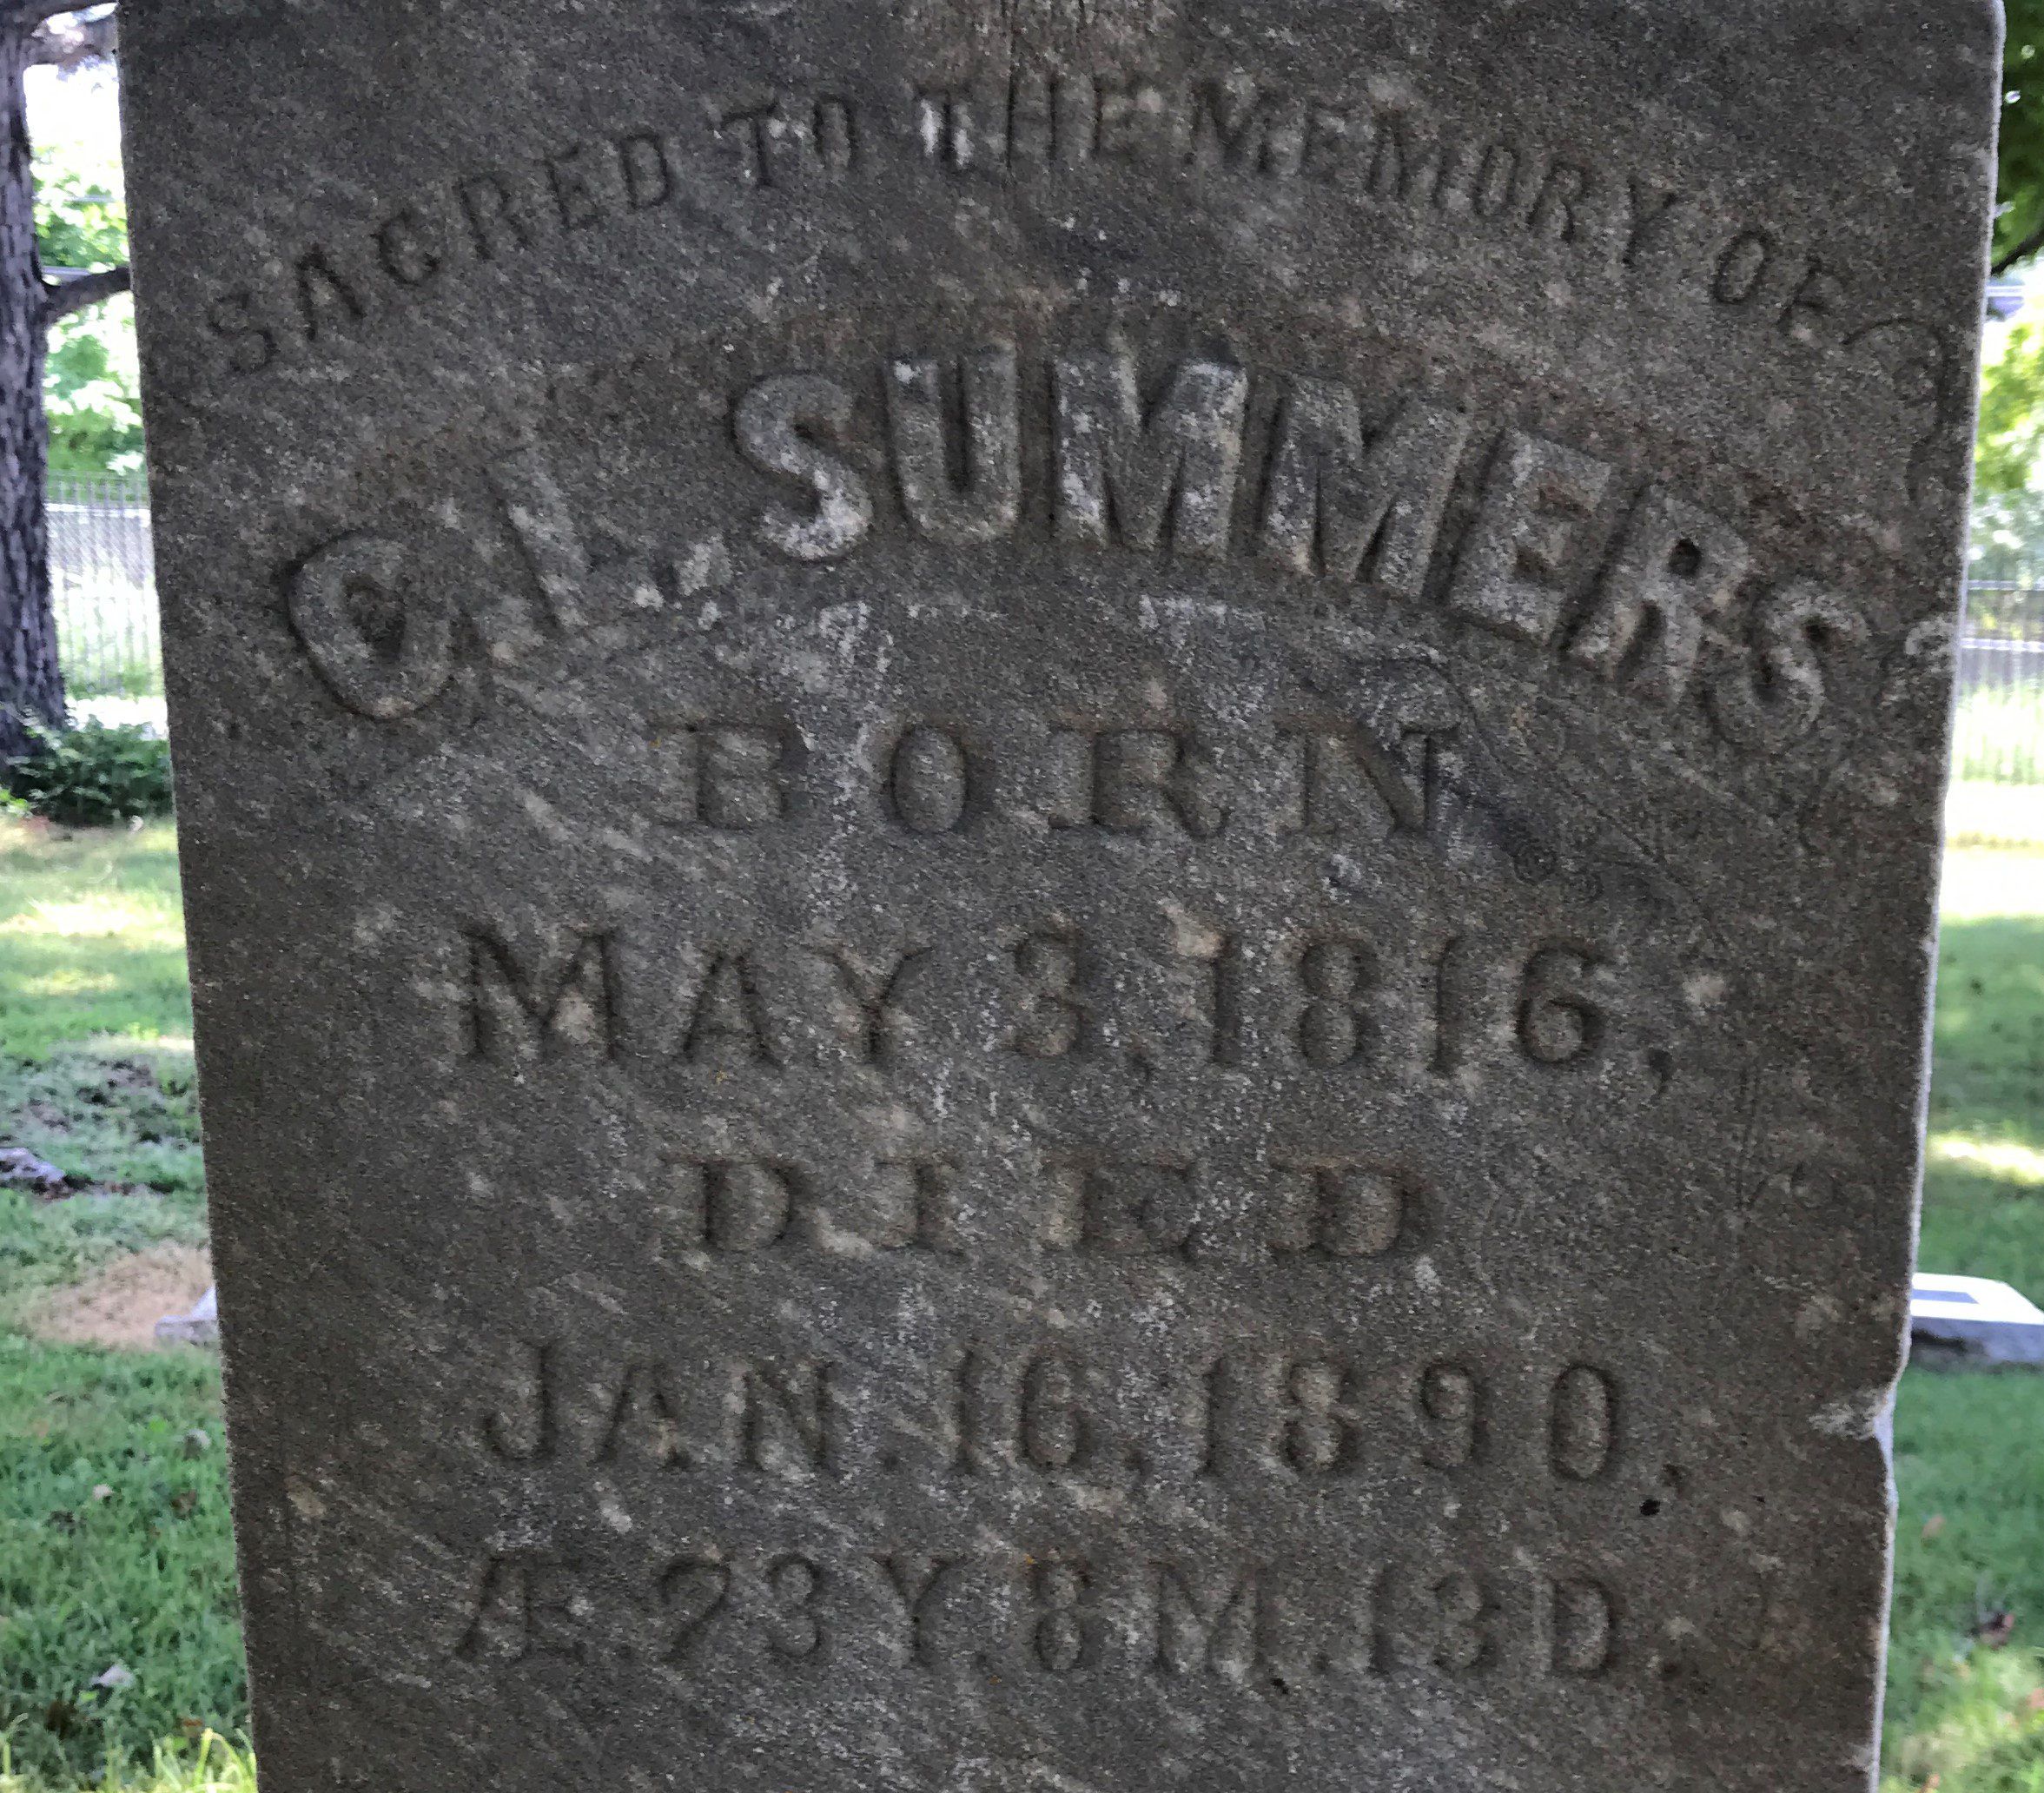 SACRED TO THE MEMORY OF
C.L. SUMMERS
BORN
MAY 3, 1816,
DIED
JAN. 16, 1890,
Æ. 73 Y. 8 M. 13 D.